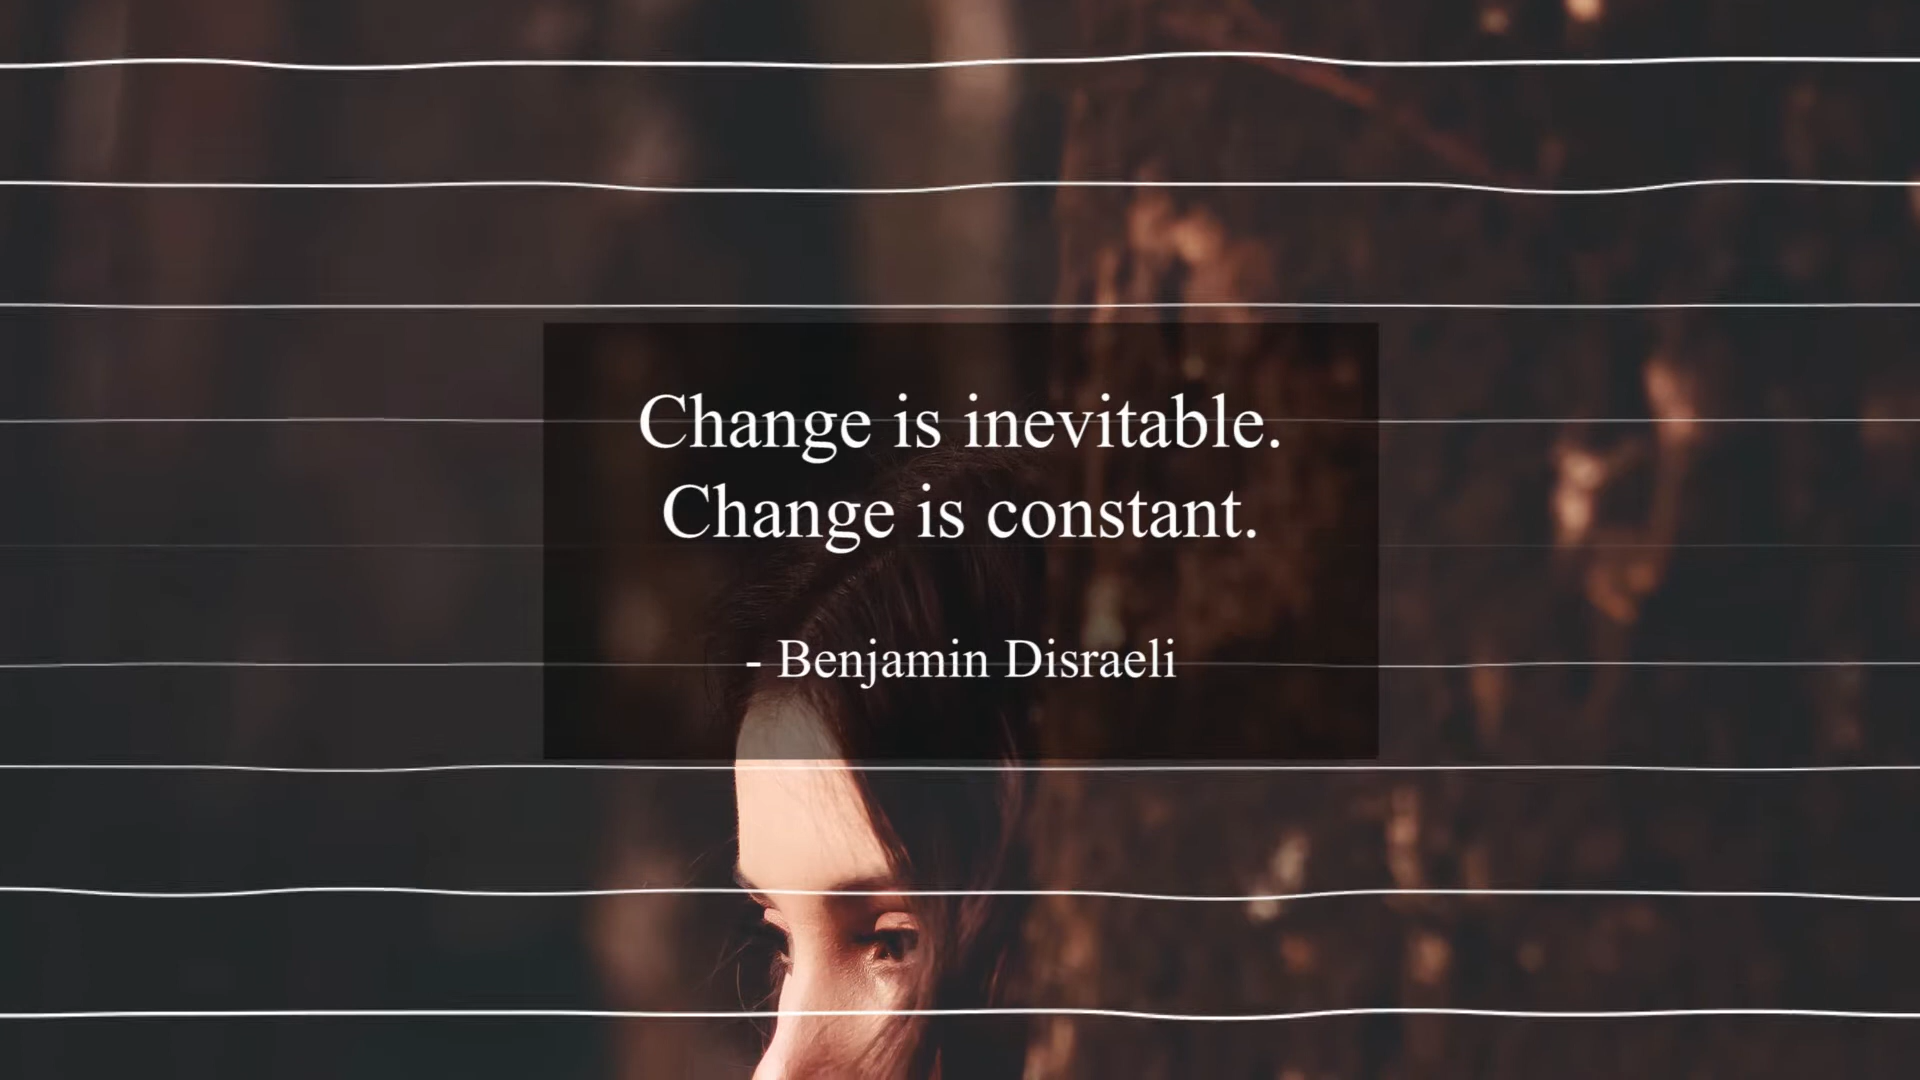 Change is inevitable.
Change is constant.
- Benjamin Disraeli